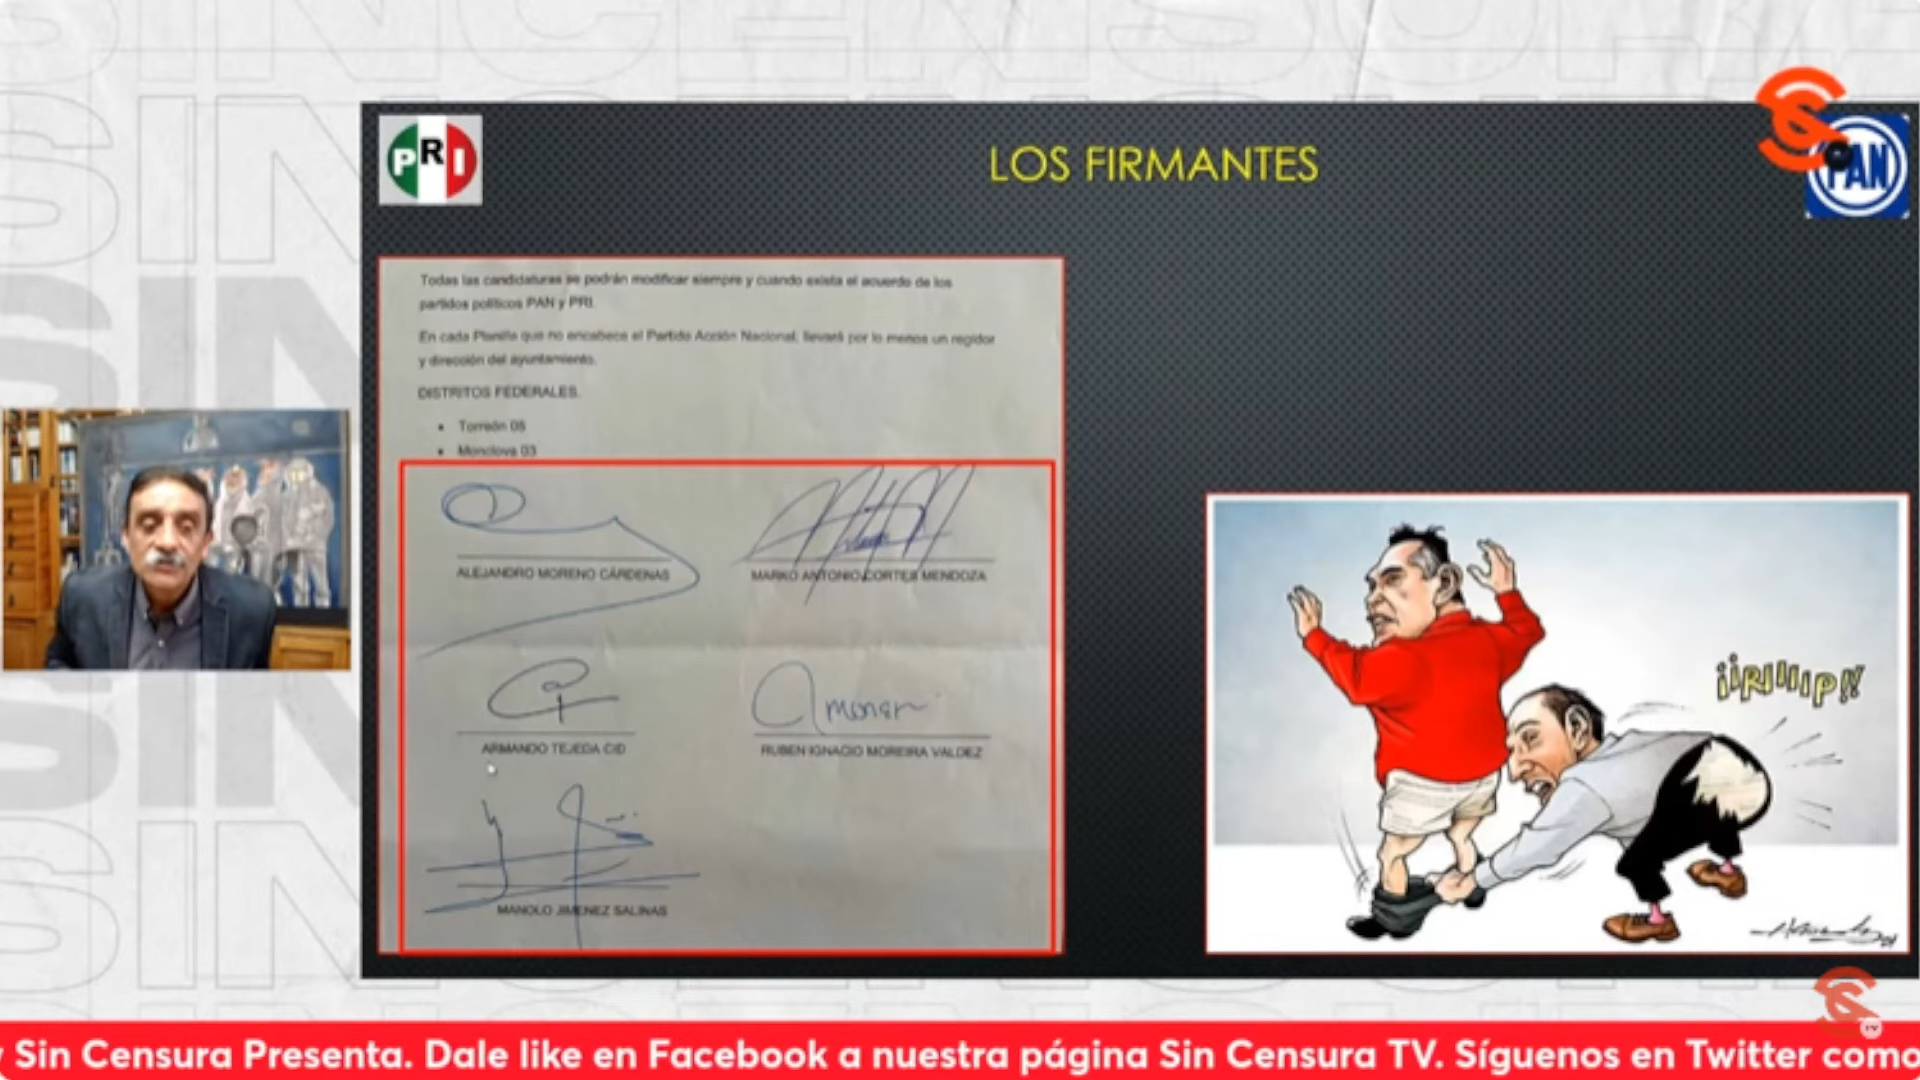 PRI
LOS FIRMANTES
PAN
Todas las candidaturas se podrán modificar siempre y cuando exista el acuerdo de los
partidos políticos PAN y PRI.
En cada Planilla que no encabece el Partido Acción Nacional, llevará por lo menos un regidor
y dirección del ayuntamiento.
DISTRITOS FEDERALES.
• Torreón 05
• Monclova 03
ALEJANDRO MORENO CÁRDENAS
MARKO ANTONIO CORTES MENDOZA
ARMANDO TEJEDA CID
RUBEN IGNACIO MOREIRA VALDEZ
MANOLO JIMENEZ SALINAS
¡¡RIIIIP!!
Sin Censura Presenta. Dale like en Facebook a nuestra página Sin Censura TV. Síguenos en Twitter como